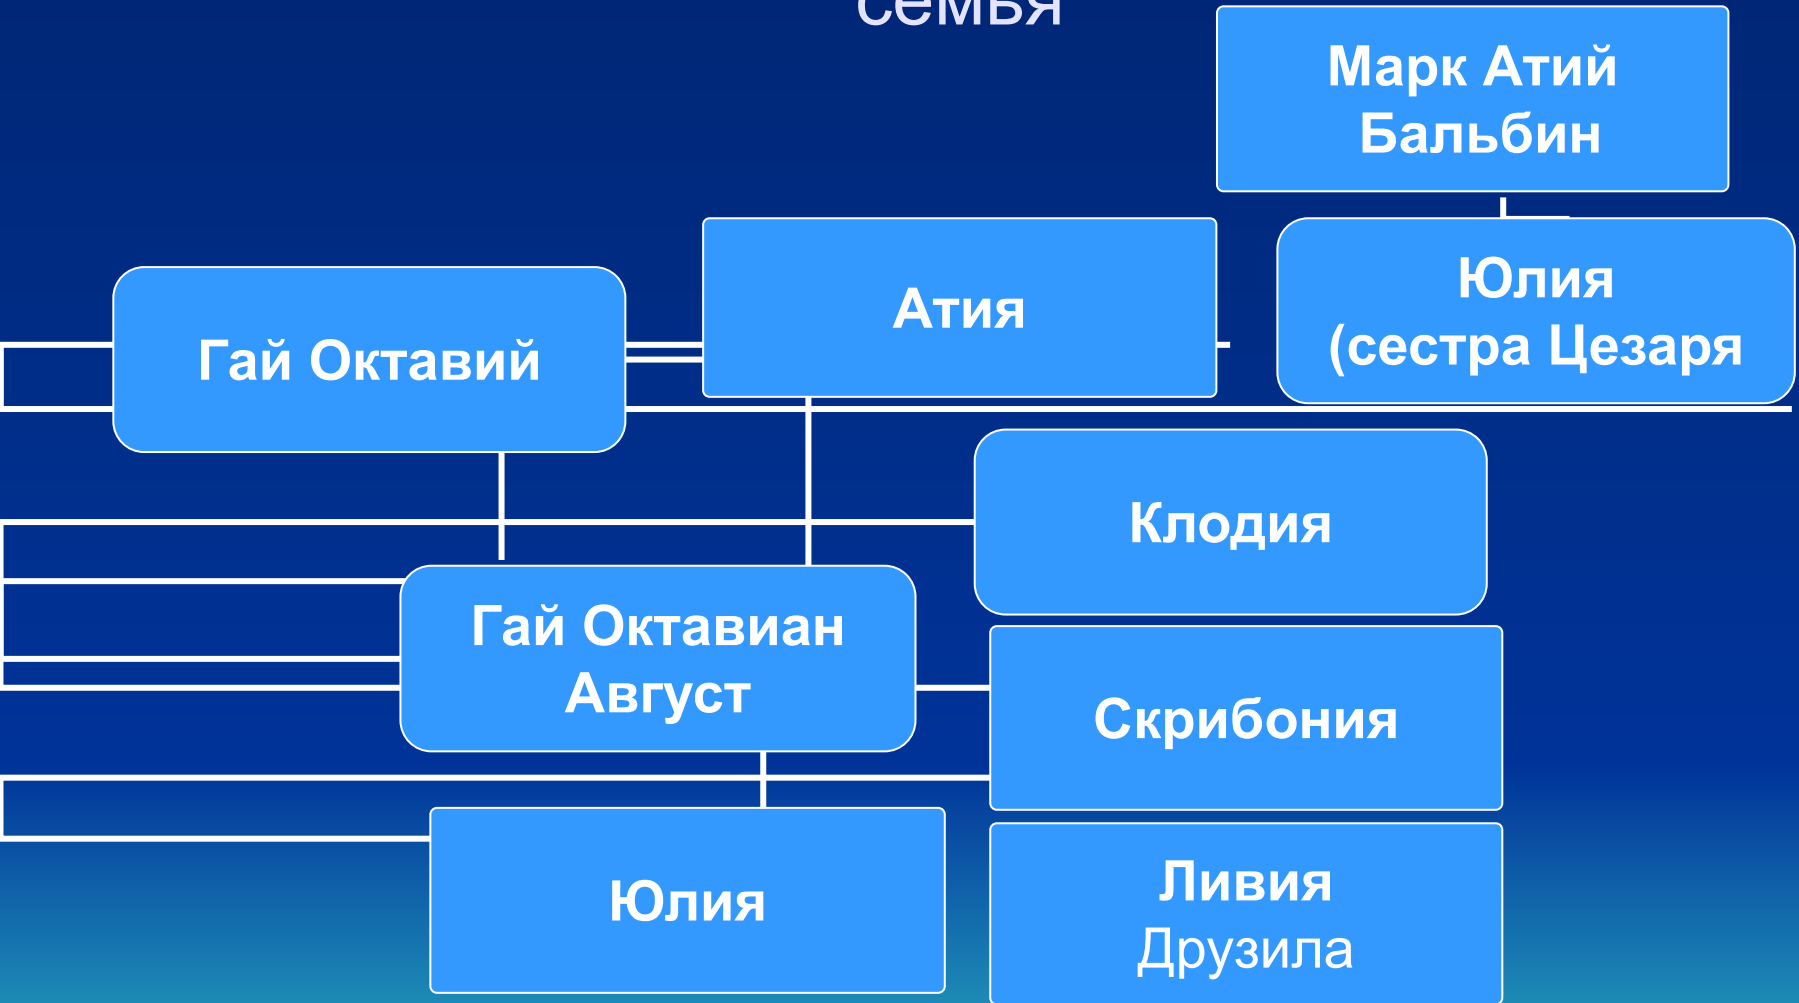 семья
Марк Атий
Бальбин
Юлия
(сестра Цезаря
Атия
Гай Октавий
Клодия
Гай Октавиан
Август
Скрибония
Юлия
Ливия
Друзила